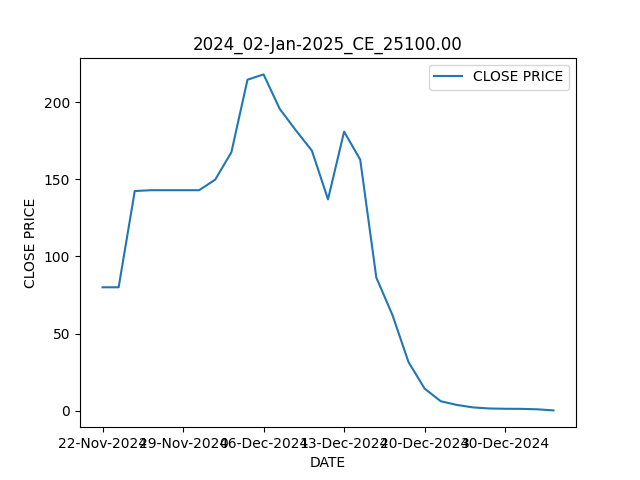 2024_02-Jan-2025_CE_25100.00
CLOSE PRICE
200
150
100
50
0
CLOSE PRICE
22-Nov-2024 29-Nov-2024 06-Dec-2024 13-Dec-2024 20-Dec-2024 30-Dec-2024
DATE